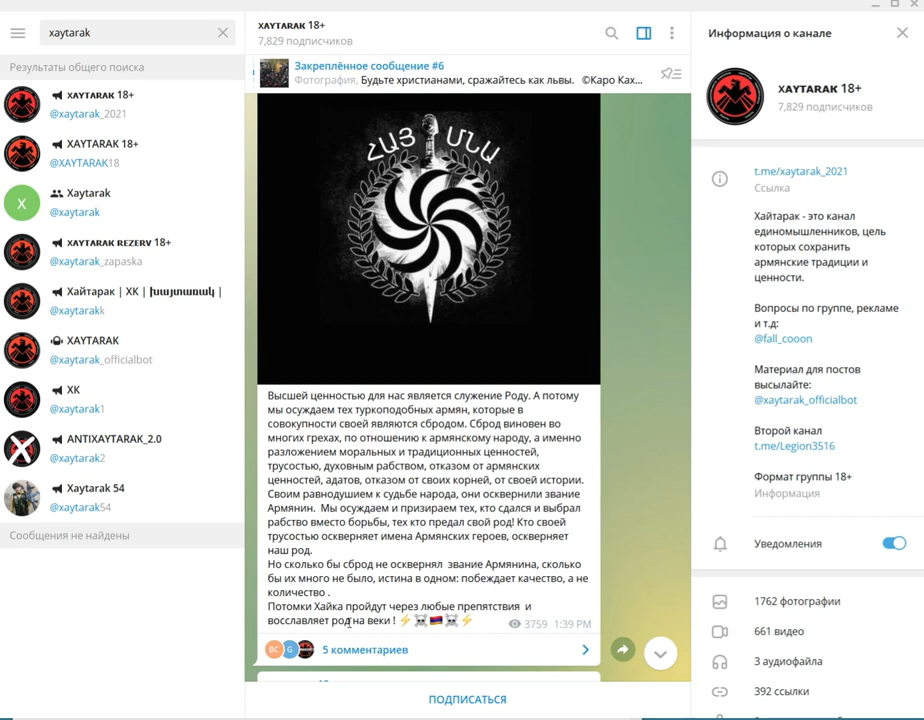 xaytarak
Результаты общего поиска
XAYTARAK 18+
@xaytarak_2021
XAYTARAK 18+
@XAYTARAK18
Xaytarak
X
@xaytarak
XAYTARAK REZERV 18+
@xaytarak_zapaska
Хайтарак | ХК | խայտառակ |
@xaytarakk
XAYTARAK
@xaytarak_officialbot
ХК
@xaytarak1
ANTIXAYTARAK_2.0
@xaytarak2
Xaytarak 54
@xaytarak54
Сообщения не найдены
XAYTARAK 18+
7,829 подписчиков
Закреплённое сообщение #6
Фотография, Будьте христианами, сражайтесь как львы. ©Каро Ках...
ՀԱՅ ՄՆԱ
Высшей ценностью для нас является служение Роду. А потому
мы осуждаем тех туркоподобных армян, которые в
совокупности своей являются сбродом. Сброд виновен во
многих грехах, по отношению к армянскому народу, а именно
разложением моральных и традиционных ценностей,
трусостью, духовным рабством, отказом от армянских
ценностей, адатов, отказом от своих корней, от своей истории.
Своим равнодушием к судьбе народа, они осквернили звание
Армянин. Мы осуждаем и призираем тех, кто сдался и выбрал
рабство вместо борьбы, тех кто предал свой род! Кто своей
трусостью оскверняет имена Армянских героев, оскверняет
наш род.
Но сколько бы сброд не осквернял звание Армянина, сколько
бы их много не было, истина в одном: побеждает качество, а не
количество .
Потомки Хайка пройдут через любые препятствия и
восславляет род на веки ! ⚡☠🇦🇲☠⚡
3759 1:39 PM
ВС G
5 комментариев
ПОДПИСАТЬСЯ
Информация о канале
XAYTARAK 18+
7,829 подписчиков
t.me/xaytarak_2021
Ссылка
Хайтарак - это канал
единомышленников, цель
которых сохранить
армянские традиции и
ценности.
Вопросы по группе, рекламе
и т.д:
@fall_cooon
Материал для постов
высылайте:
@xaytarak_officialbot
Второй канал
t.me/Legion3516
Формат группы 18+
Информация
Уведомления
1762 фотографии
661 видео
3 аудиофайла
392 ссылки